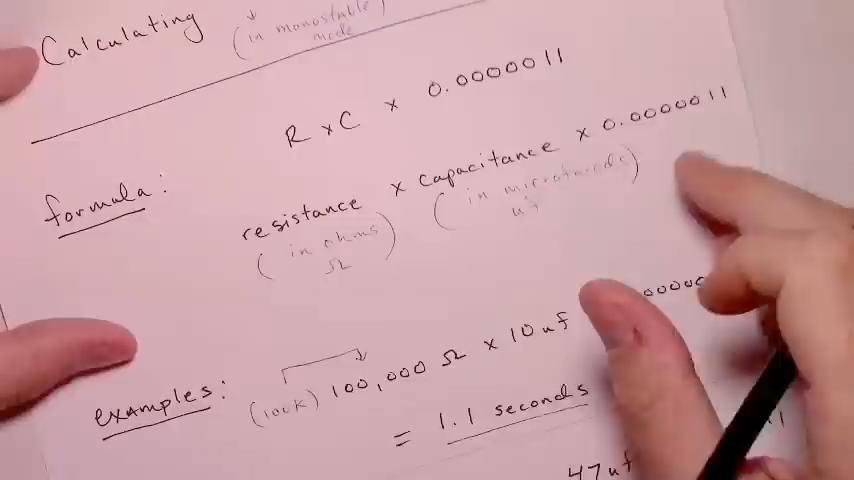 Calculating (in monostable mode)
R x C x 0.0000011
formula: resistance x capacitance x 0.0000011
(in ohms Ω) (in microfarads uf)
examples: (100K) 100,000 Ω x 10 uf
= 1.1 seconds
47uf